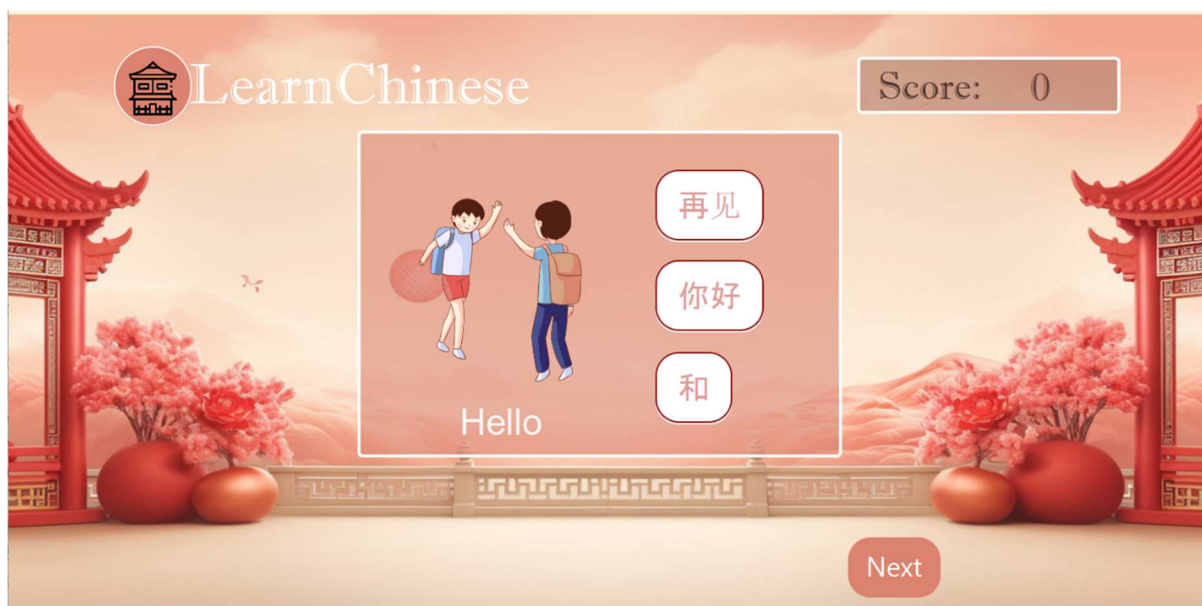 LearnChinese
Score: 0
再见
你好
和
Hello
Next